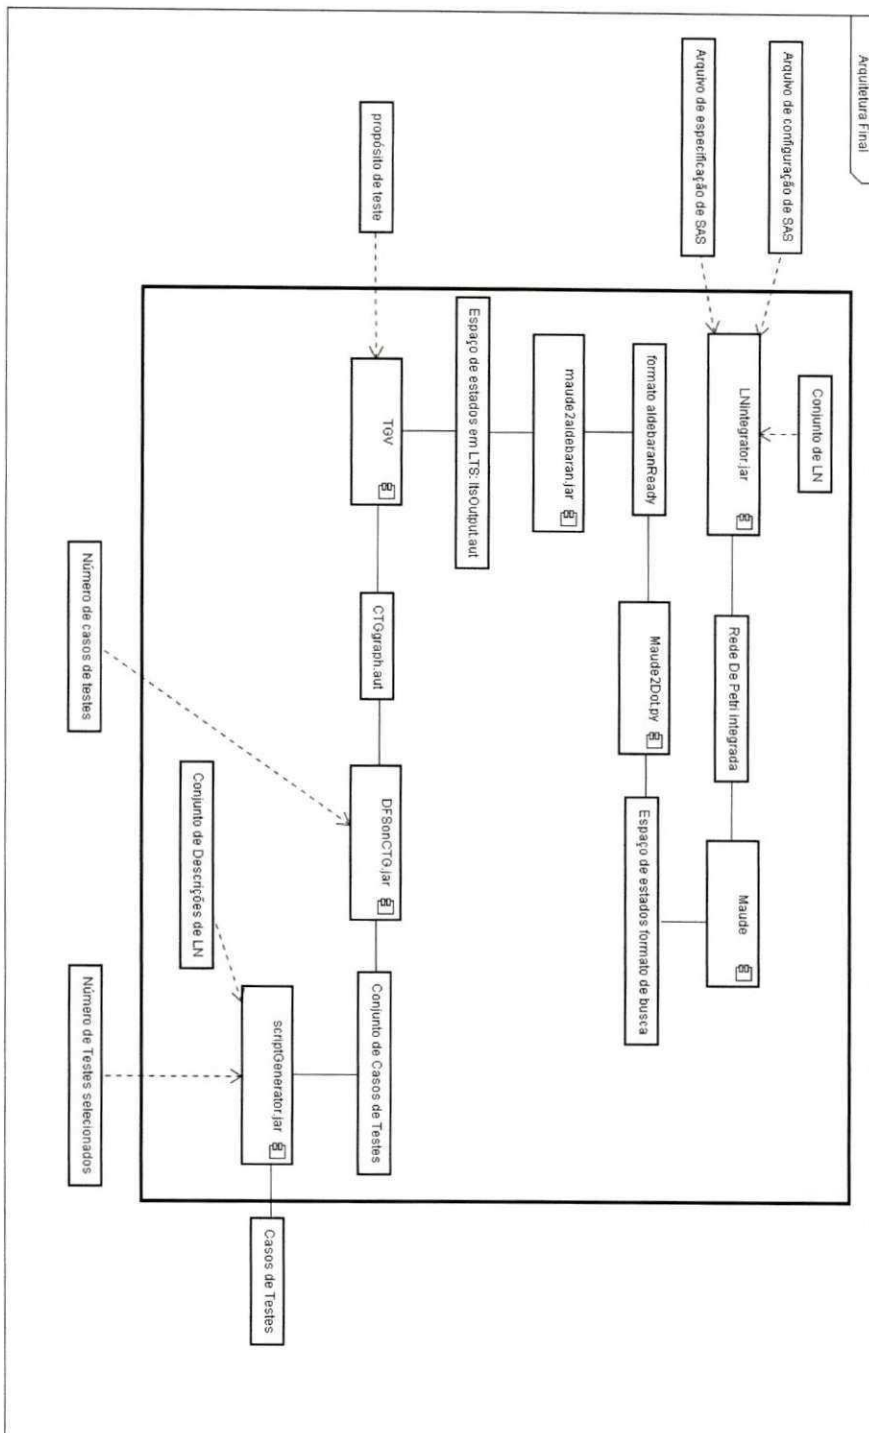 Arquitetura Final
Arquivo de configuração de SAS
Arquivo de especificação de SAS
Conjunto de LN
LNIntegrator.jar
Rede De Petri integrada
Maude
Espaço de estados formato de busca
Maude2Dot.py
formato aldebaranReady
maude2aldebaran.jar
Espaço de estados em LTS: ltsOutput.aut
propósito de teste
TGV
CTGgraph.aut
DFSonCTG.jar
Número de casos de testes
Conjunto de Casos de Testes
Conjunto de Descrições de LN
scriptGenerator.jar
Número de Testes selecionados
Casos de Testes